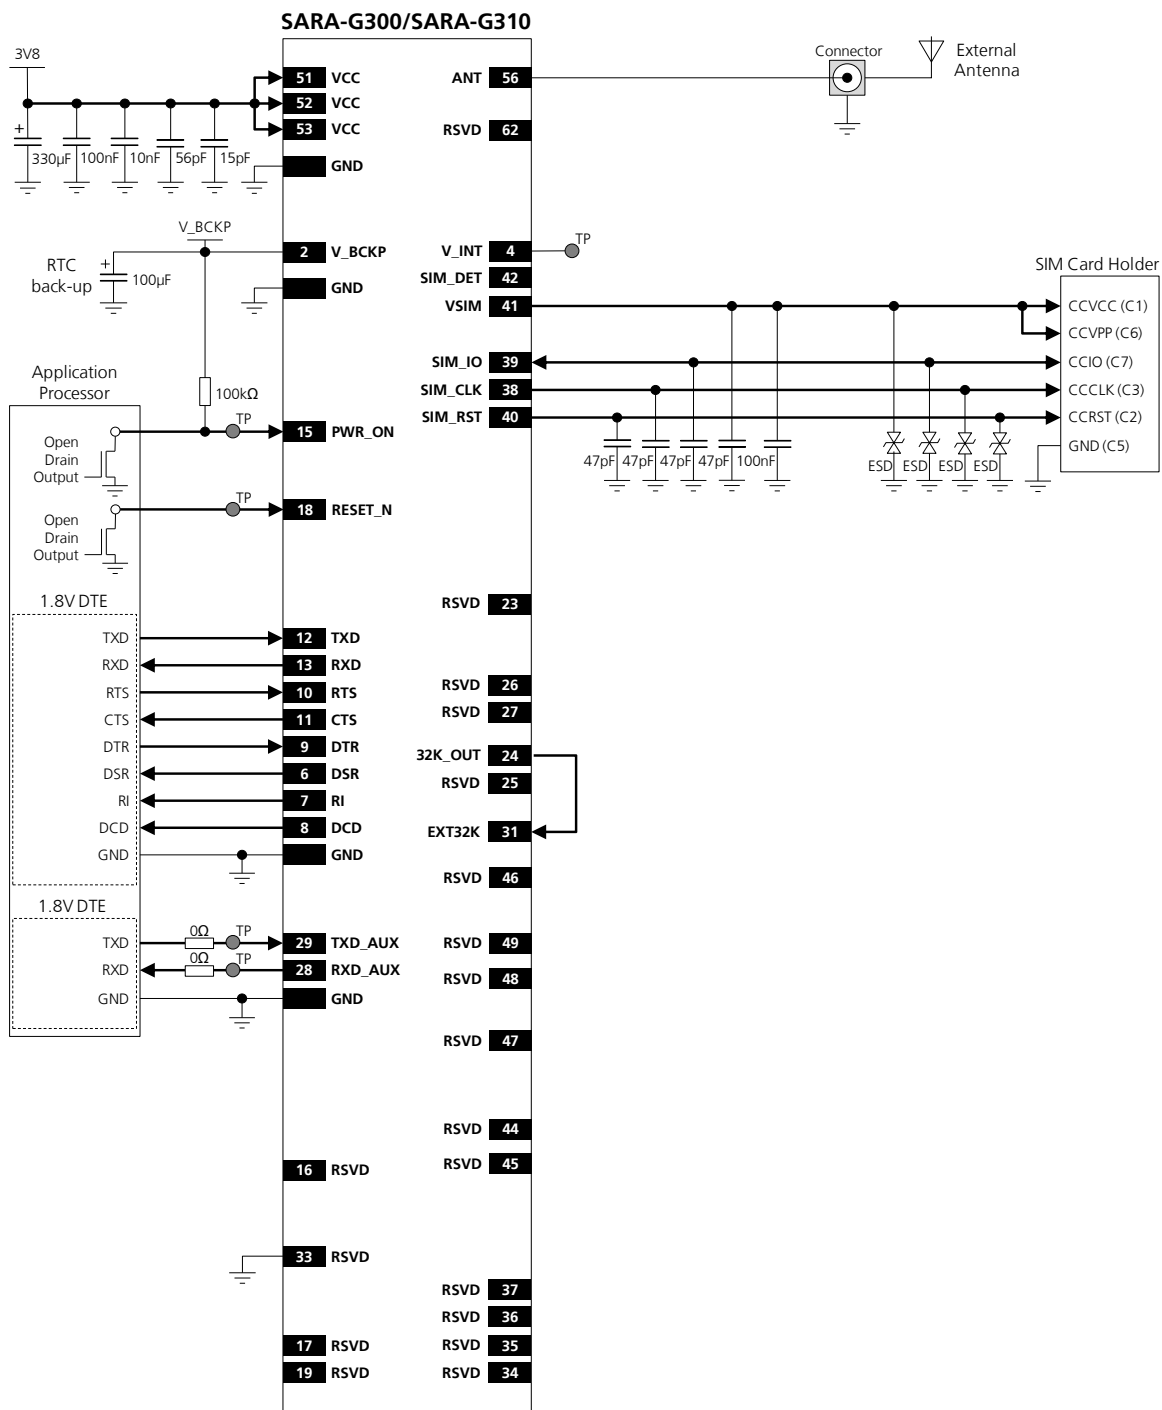 SARA-G300/SARA-G310
3V8
51 VCC
52 VCC
53 VCC
GND
+
330µF 100nF 10nF 56pF 15pF
ANT 56
Connector
External
Antenna
RSVD 62
V_BCKP
2 V_BCKP
GND
RTC
back-up
+
100µF
V_INT 4
TP
SIM_DET 42
VSIM 41
SIM_IO 39
SIM_CLK 38
SIM_RST 40
47pF 47pF 47pF 47pF 100nF
ESD ESD ESD ESD
SIM Card Holder
CCVCC (C1)
CCVPP (C6)
CCIO (C7)
CCCLK (C3)
CCRST (C2)
GND (C5)
Application
Processor
100kΩ
TP
15 PWR_ON
Open
Drain
Output
TP
18 RESET_N
Open
Drain
Output
1.8V DTE
TXD 12 TXD
RXD 13 RXD
RTS 10 RTS
CTS 11 CTS
DTR 9 DTR
DSR 6 DSR
RI 7 RI
DCD 8 DCD
GND GND
1.8V DTE
TXD 0Ω TP 29 TXD_AUX
RXD 0Ω TP 28 RXD_AUX
GND GND
RSVD 23
RSVD 26
RSVD 27
32K_OUT 24
RSVD 25
EXT32K 31
RSVD 46
RSVD 49
RSVD 48
RSVD 47
RSVD 44
RSVD 45
16 RSVD
33 RSVD
RSVD 37
RSVD 36
17 RSVD
RSVD 35
19 RSVD
RSVD 34